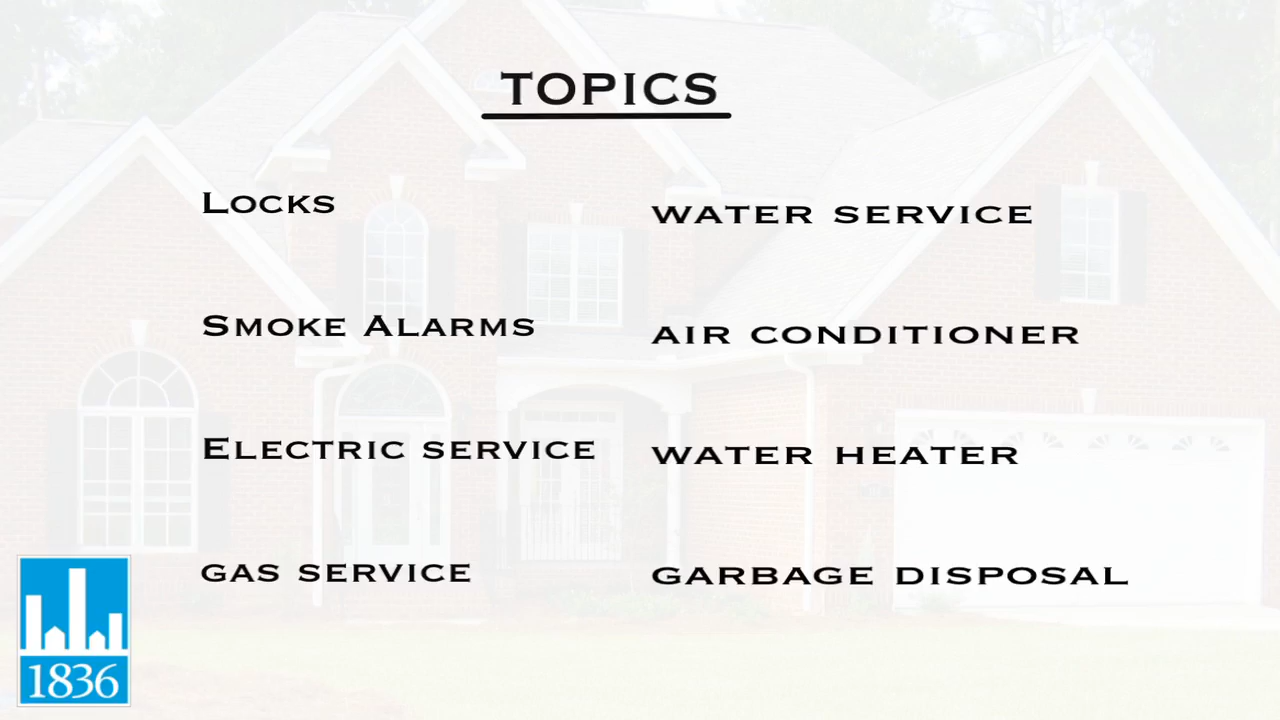 TOPICS
Locks
Smoke Alarms
Electric service
gas service
WATER SERVICE
AIR CONDITIONER
WATER HEATER
GARBAGE DISPOSAL
1836